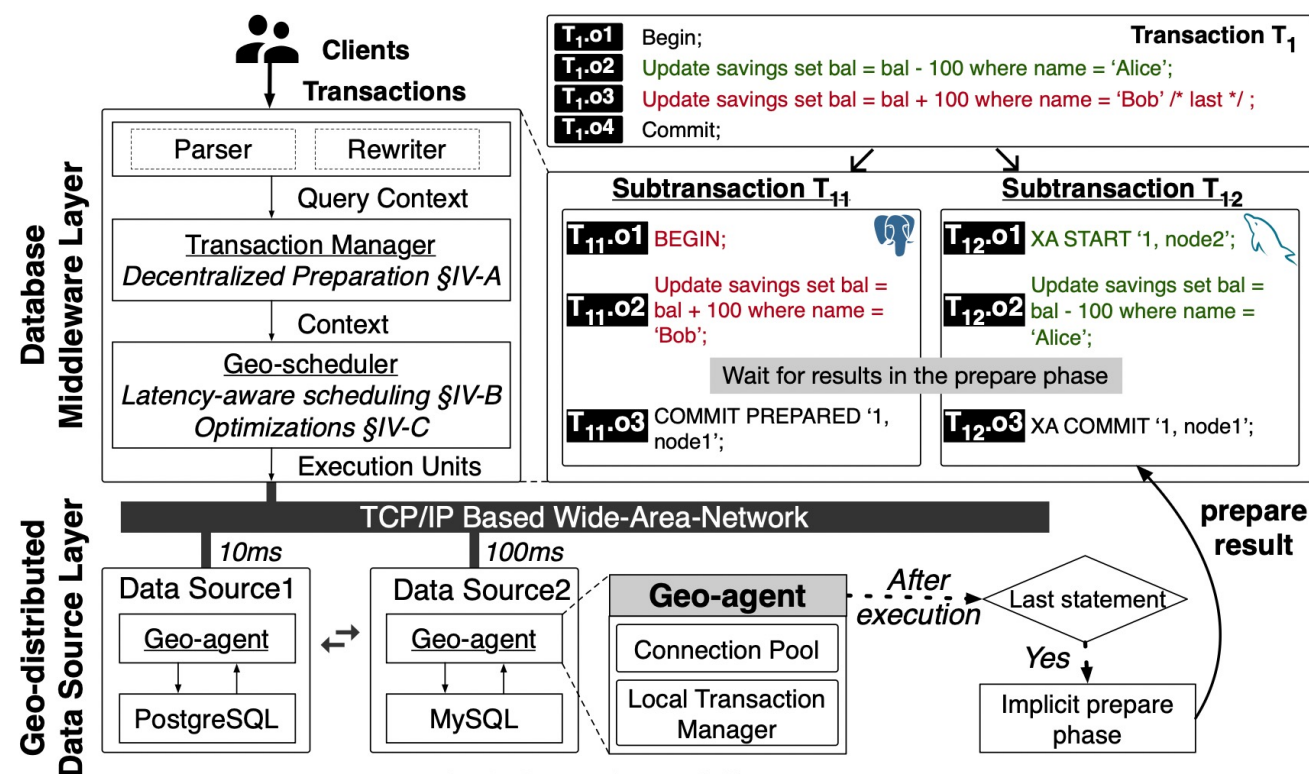 Clients
Transactions
Database
Middleware Layer
Parser
Rewriter
Query Context
Transaction Manager
Decentralized Preparation §IV-A
Context
Geo-scheduler
Latency-aware scheduling §IV-B
Optimizations §IV-C
Execution Units
Transaction T1
T1.o1 Begin;
T1.o2 Update savings set bal = bal - 100 where name = ‘Alice’;
T1.o3 Update savings set bal = bal + 100 where name = ‘Bob’ /* last */ ;
T1.o4 Commit;
Subtransaction T11
T11.o1 BEGIN;
T11.o2 Update savings set bal =
bal + 100 where name =
‘Bob’;
Subtransaction T12
T12.o1 XA START ‘1, node2’;
T12.o2 Update savings set bal =
bal - 100 where name =
‘Alice’;
Wait for results in the prepare phase
T11.o3 COMMIT PREPARED ‘1,
node1’;
T12.o3 XA COMMIT ‘1, node1’;
TCP/IP Based Wide-Area-Network
10ms
100ms
prepare
result
Geo-distributed
Data Source Layer
Data Source1
Geo-agent
PostgreSQL
Data Source2
Geo-agent
MySQL
Geo-agent
Connection Pool
Local Transaction
Manager
After
execution
Last statement
Yes
Implicit prepare
phase